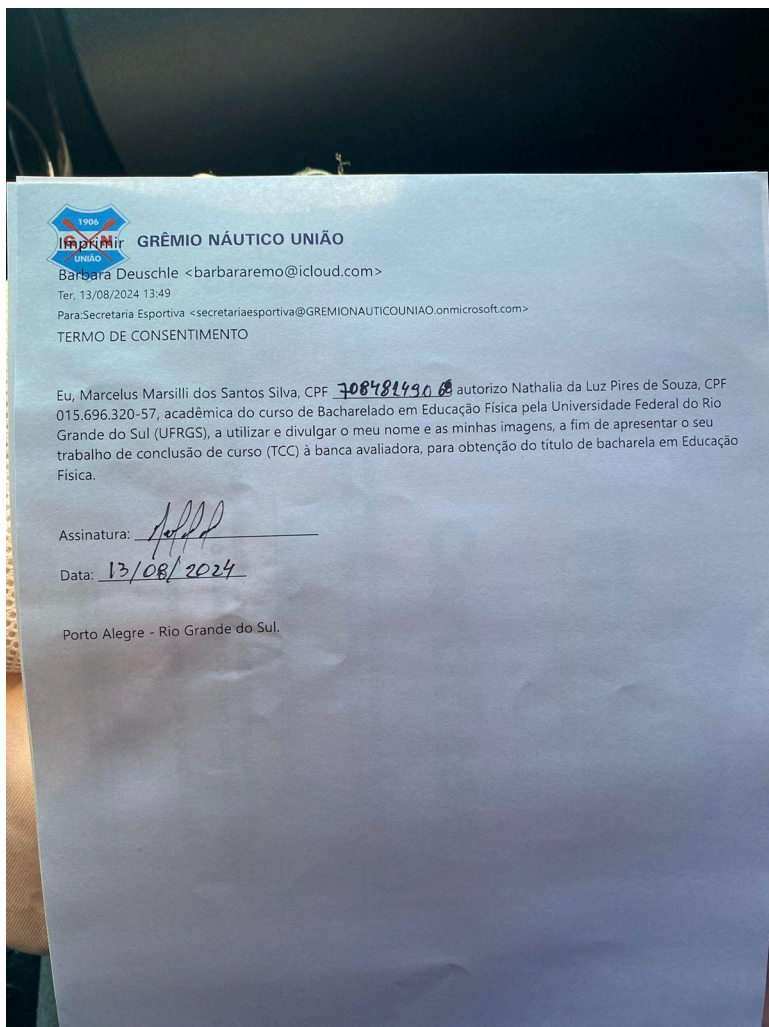 1906
G N
UNIÃO
Imprimir GRÊMIO NÁUTICO UNIÃO
Barbara Deuschle <barbararemo@icloud.com>
Ter, 13/08/2024 13:49
Para:Secretaria Esportiva <secretariaesportiva@GREMIONAUTICOUNIAO.onmicrosoft.com>
TERMO DE CONSENTIMENTO
Eu, Marcelus Marsilli dos Santos Silva, CPF 708481490 autorizo Nathalia da Luz Pires de Souza, CPF
015.696.320-57, acadêmica do curso de Bacharelado em Educação Física pela Universidade Federal do Rio
Grande do Sul (UFRGS), a utilizar e divulgar o meu nome e as minhas imagens, a fim de apresentar o seu
trabalho de conclusão de curso (TCC) à banca avaliadora, para obtenção do título de bacharela em Educação
Física.
Assinatura:
Data: 13/08/2024
Porto Alegre - Rio Grande do Sul.